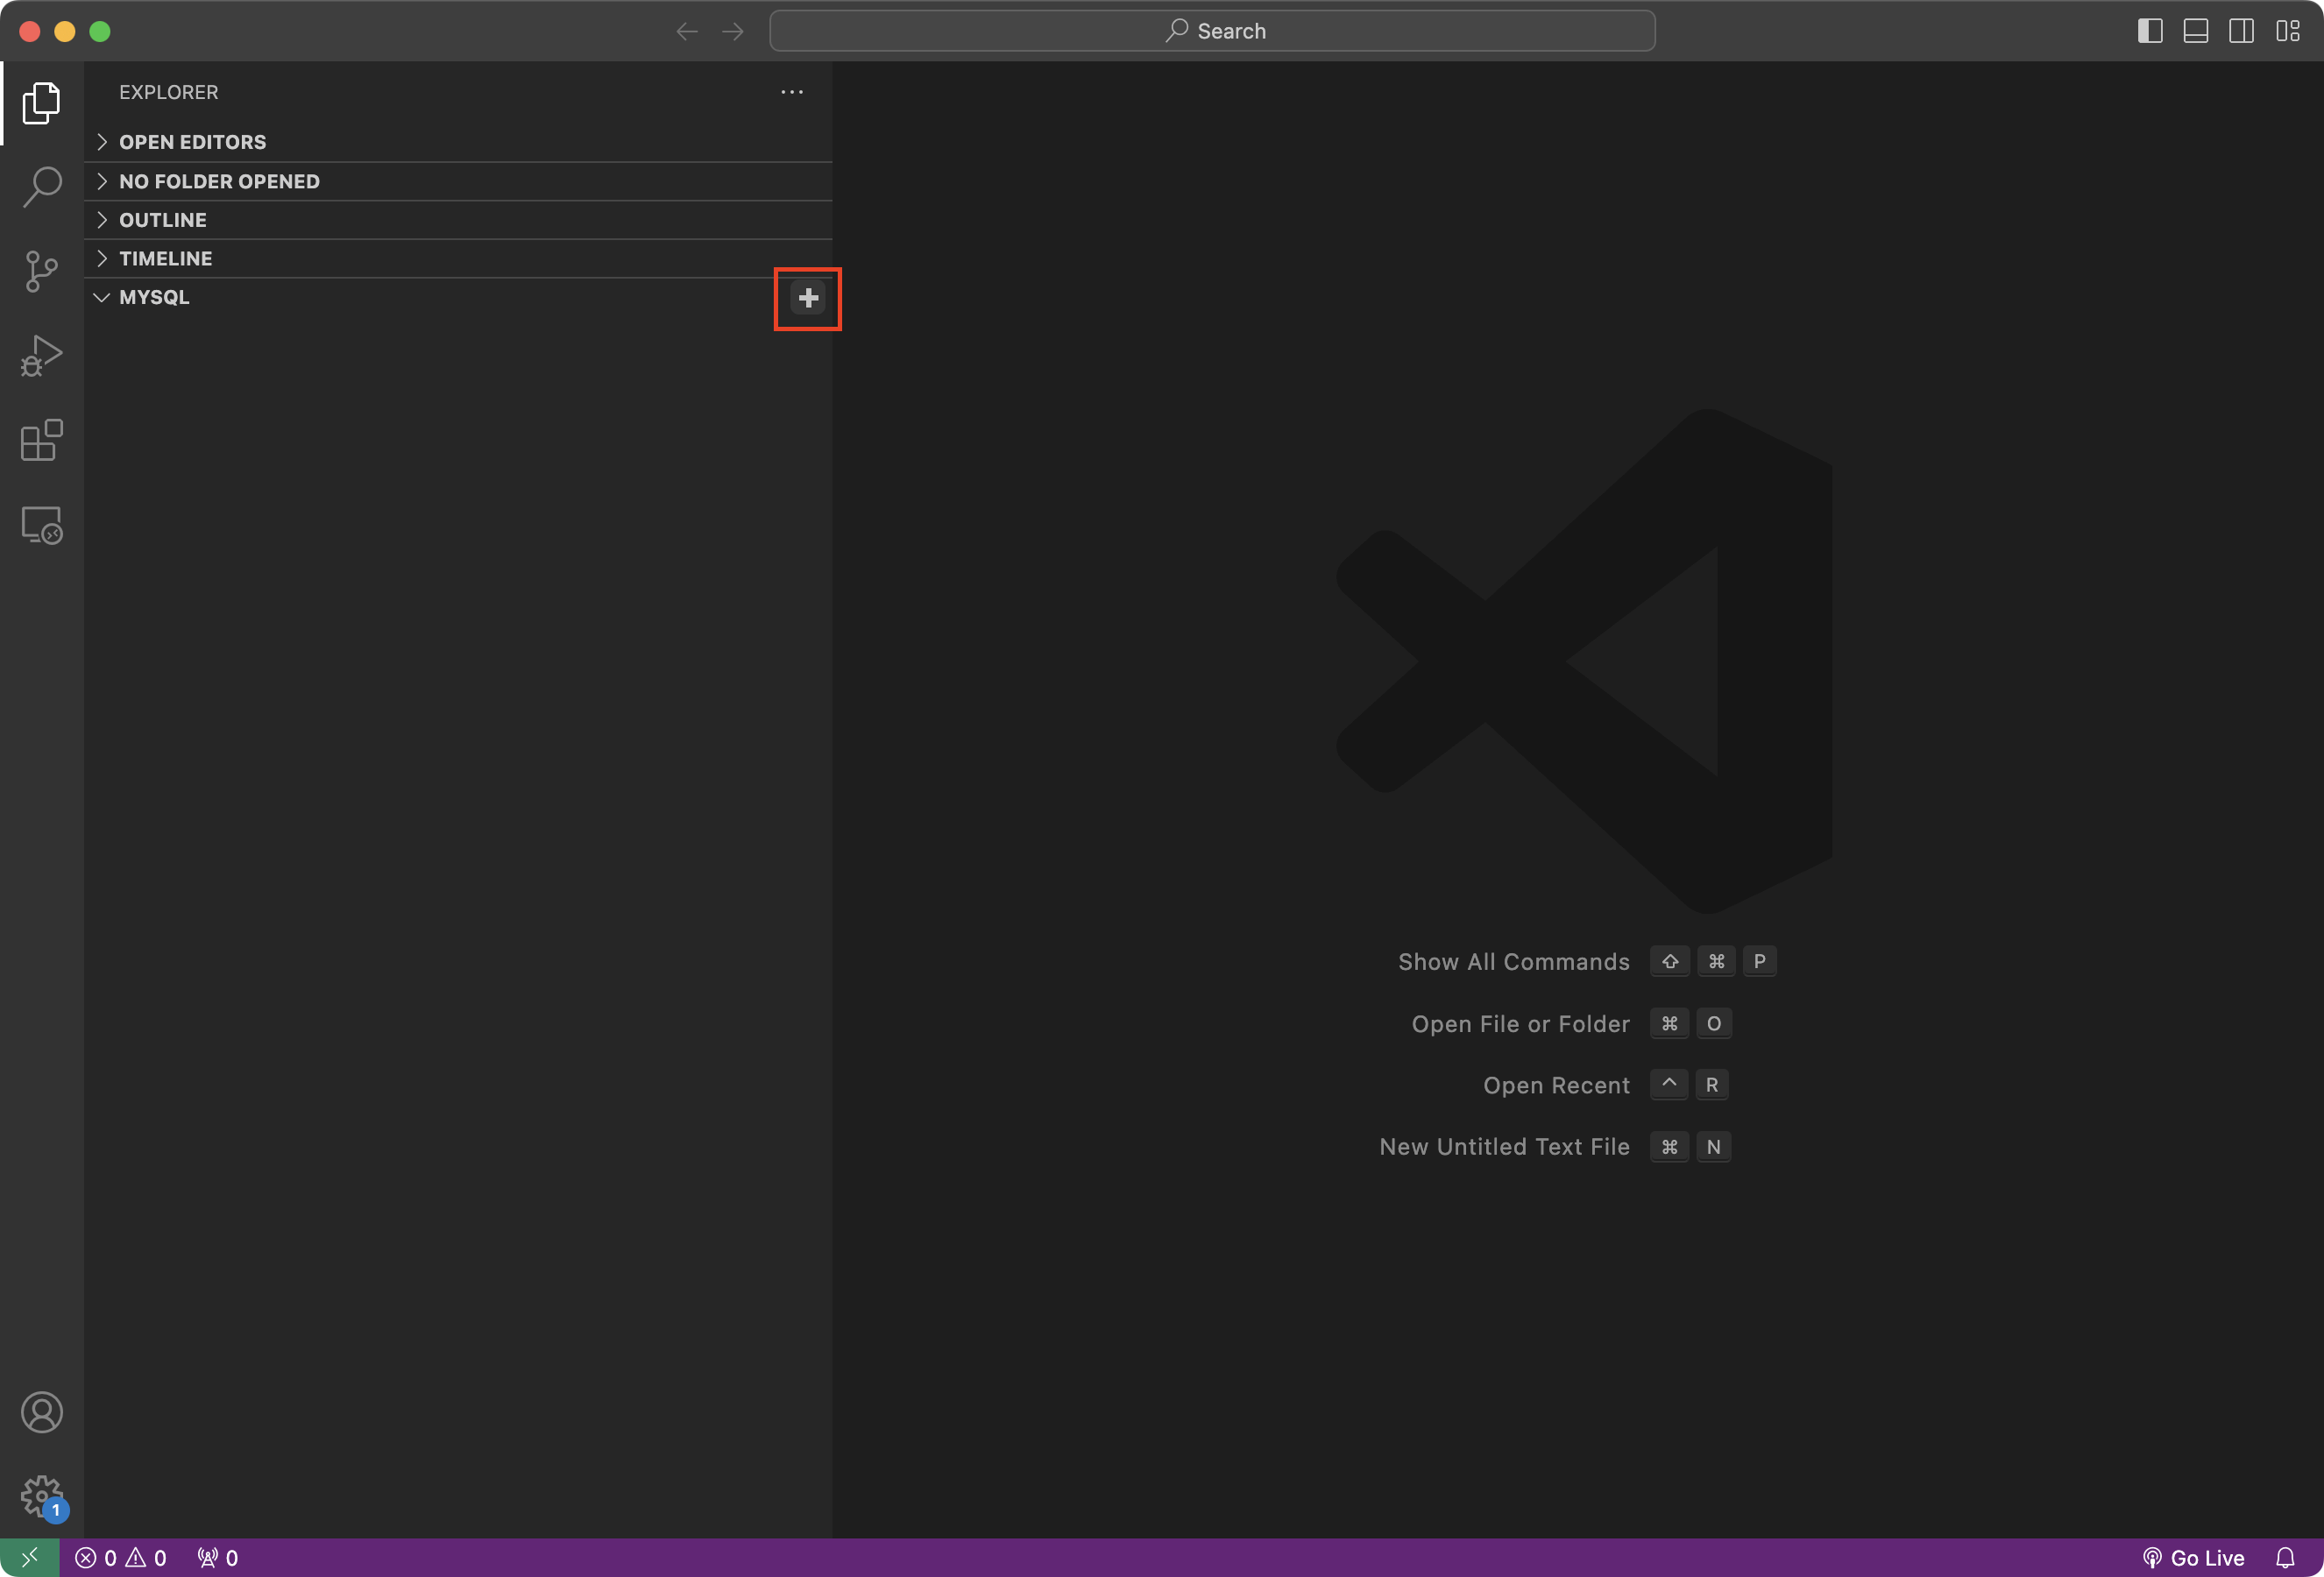 Search
EXPLORER
OPEN EDITORS
NO FOLDER OPENED
OUTLINE
TIMELINE
MYSQL
Show All Commands ⇧ ⌘ P
Open File or Folder ⌘ O
Open Recent ^ R
New Untitled Text File ⌘ N
1
0 0 0
Go Live